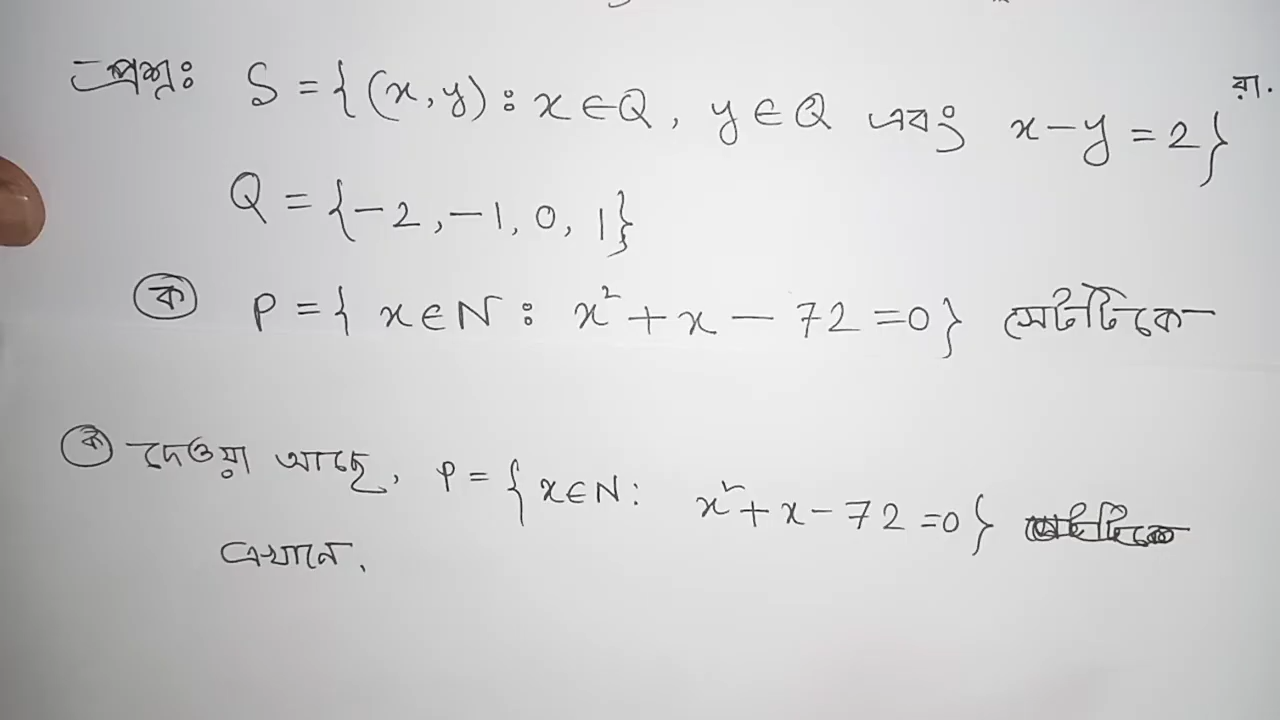 প্রশ্নঃ S = {(x, y) : x ∈ Q, y ∈ Q এবং x - y = 2} রা.
Q = {-2, -1, 0, 1}
ক P = { x ∈ N : x² + x - 72 = 0} সেটটিকে
ক দেওয়া আছে, P = { x ∈ N : x² + x - 72 = 0}
এখানে,